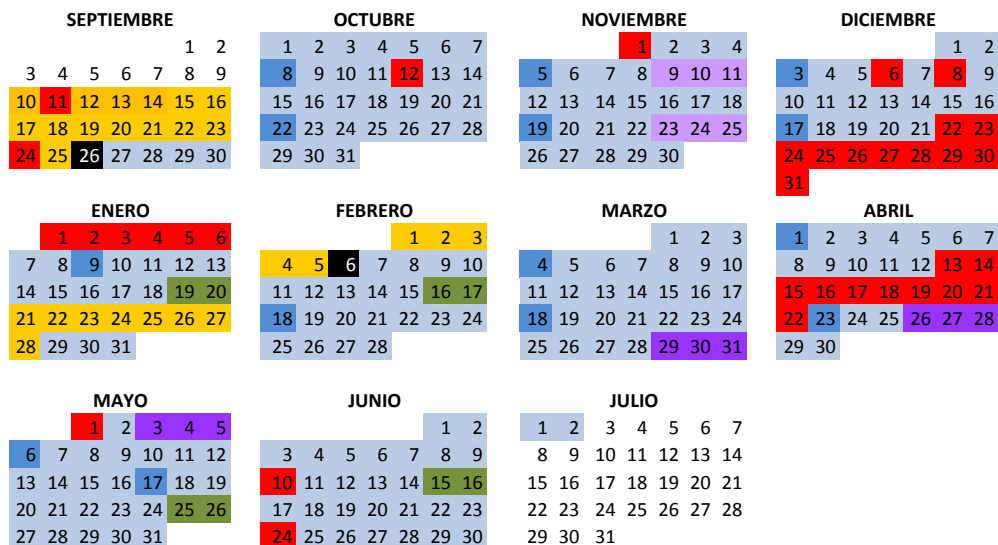 SEPTIEMBRE OCTUBRE NOVIEMBRE DICIEMBRE
1 2 1 2 3 4 5 6 7 1 2 3 4 1 2
3 4 5 6 7 8 9 8 9 10 11 12 13 14 5 6 7 8 9 10 11 3 4 5 6 7 8 9
10 11 12 13 14 15 16 15 16 17 18 19 20 21 12 13 14 15 16 17 18 10 11 12 13 14 15 16
17 18 19 20 21 22 23 22 23 24 25 26 27 28 19 20 21 22 23 24 25 17 18 19 20 21 22 23
24 25 26 27 28 29 30 29 30 31 26 27 28 29 30 24 25 26 27 28 29 30
31
ENERO FEBRERO MARZO ABRIL
1 2 3 4 5 6 1 2 3 1 2 3 1 2 3 4 5 6 7
7 8 9 10 11 12 13 4 5 6 7 8 9 10 4 5 6 7 8 9 10 8 9 10 11 12 13 14
14 15 16 17 18 19 20 11 12 13 14 15 16 17 11 12 13 14 15 16 17 15 16 17 18 19 20 21
21 22 23 24 25 26 27 18 19 20 21 22 23 24 18 19 20 21 22 23 24 22 23 24 25 26 27 28
28 29 30 31 25 26 27 28 25 26 27 28 29 30 31 29 30
MAYO JUNIO JULIO
1 2 3 4 5 1 2 1 2 3 4 5 6 7
6 7 8 9 10 11 12 3 4 5 6 7 8 9 8 9 10 11 12 13 14
13 14 15 16 17 18 19 10 11 12 13 14 15 16 15 16 17 18 19 20 21
20 21 22 23 24 25 26 17 18 19 20 21 22 23 22 23 24 25 26 27 28
27 28 29 30 31 24 25 26 27 28 29 30 29 30 31